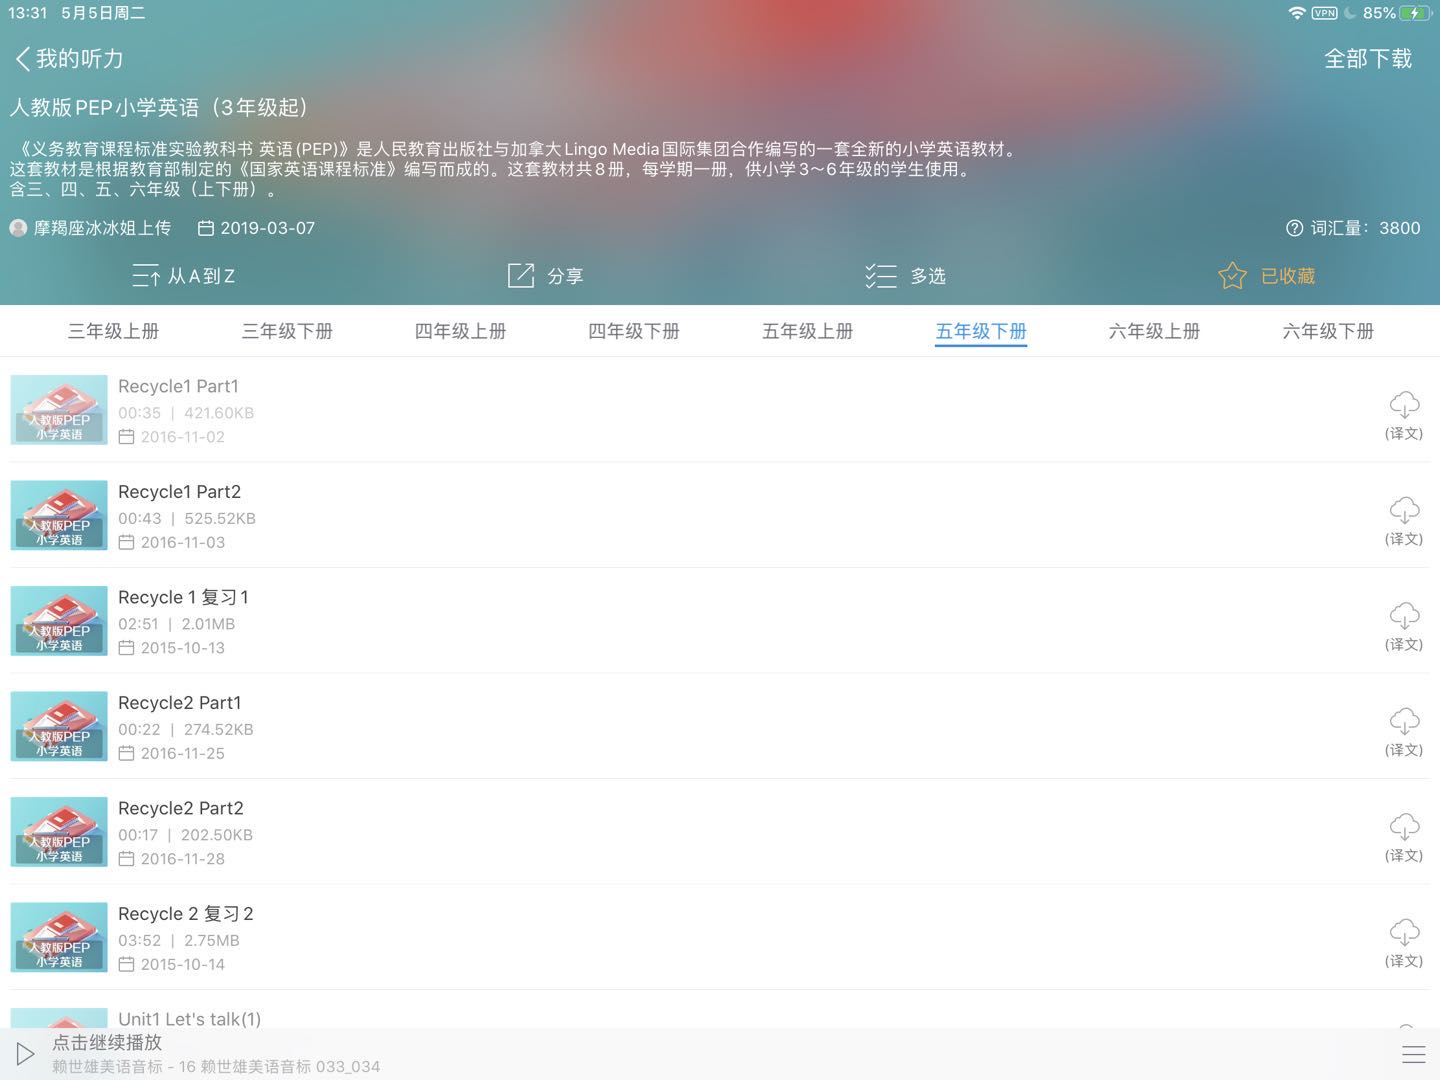 13:31 5月5日周二
VPN 85%
我的听力
全部下载
人教版PEP小学英语（3年级起）
《义务教育课程标准实验教科书 英语(PEP)》是人民教育出版社与加拿大Lingo Media国际集团合作编写的一套全新的小学英语教材。
这套教材是根据教育部制定的《国家英语课程标准》编写而成的。这套教材共8册，每学期一册，供小学3～6年级的学生使用。
含三、四、五、六年级（上下册）。
摩羯座冰冰姐上传 2019-03-07
词汇量：3800
从A到Z 分享 多选 已收藏
三年级上册 三年级下册 四年级上册 四年级下册 五年级上册 五年级下册 六年级上册 六年级下册
人教版PEP
小学英语
Recycle1 Part1
00:35 | 421.60KB
2016-11-02
(译文)
人教版PEP
小学英语
Recycle1 Part2
00:43 | 525.52KB
2016-11-03
(译文)
人教版PEP
小学英语
Recycle 1 复习1
02:51 | 2.01MB
2015-10-13
(译文)
人教版PEP
小学英语
Recycle2 Part1
00:22 | 274.52KB
2016-11-25
(译文)
人教版PEP
小学英语
Recycle2 Part2
00:17 | 202.50KB
2016-11-28
(译文)
人教版PEP
小学英语
Recycle 2 复习2
03:52 | 2.75MB
2015-10-14
(译文)
Unit1 Let's talk(1)
点击继续播放
赖世雄美语音标 - 16 赖世雄美语音标 033_034